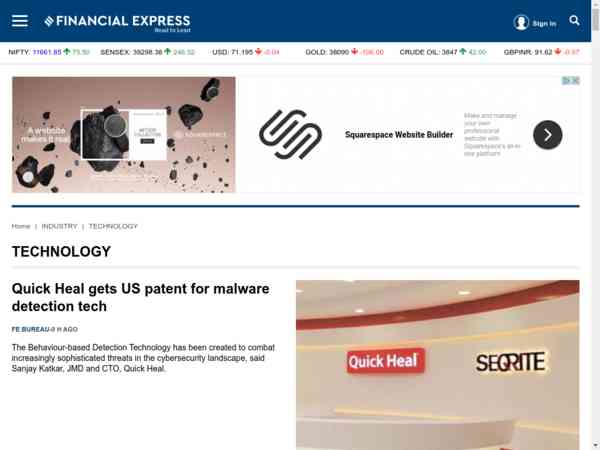 FINANCIAL EXPRESS
Read to Lead
Sign In
NIFTY: 11661.85 75.50 SENSEX: 39298.38 246.32 USD: 71.195 -0.04 GOLD: 38090 -106.00 CRUDE OIL: 3847 42.00 GBPINR: 91.62 -0.97
A website
makes it real
SQUARESPACE
Squarespace Website Builder
Make and manage
your own
professional
website with
Squarespace's all-in-
one platform
Home | INDUSTRY | TECHNOLOGY
TECHNOLOGY
Quick Heal gets US patent for malware
detection tech
FE BUREAU-9 H AGO
The Behaviour-based Detection Technology has been created to combat
increasingly sophisticated threats in the cybersecurity landscape, said
Sanjay Katkar, JMD and CTO, Quick Heal.
Quick Heal
SEQRITE